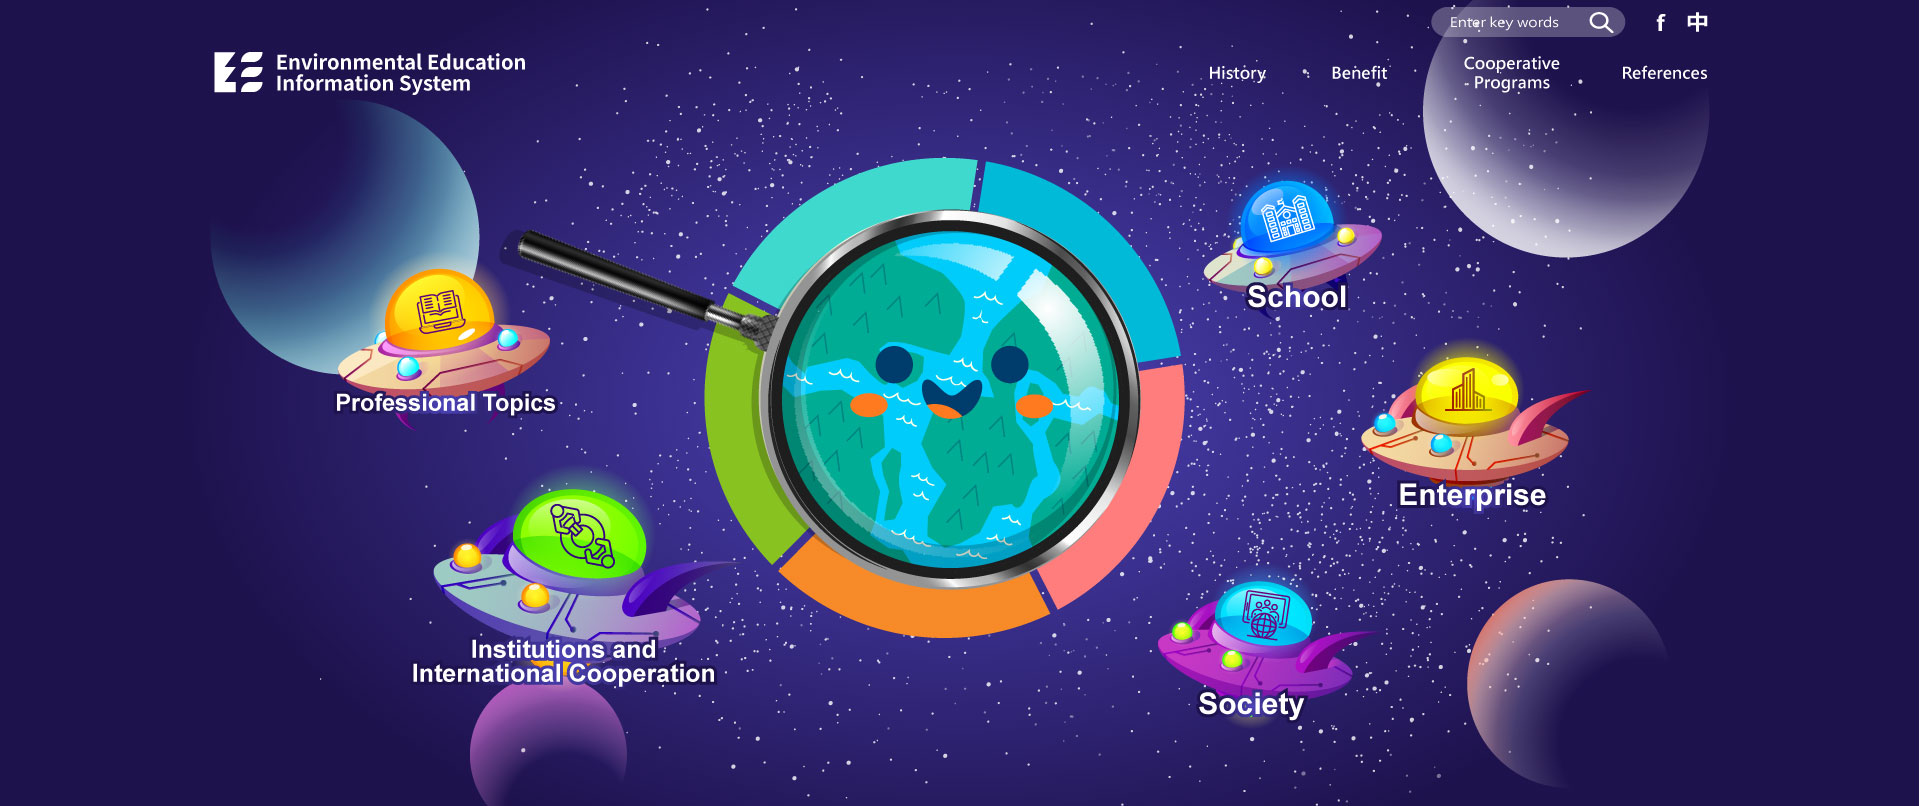 Enter key words
f 中
Environmental Education
Information System
History
Benefit
Cooperative
- Programs
References
School
Professional Topics
Enterprise
Institutions and
International Cooperation
Society